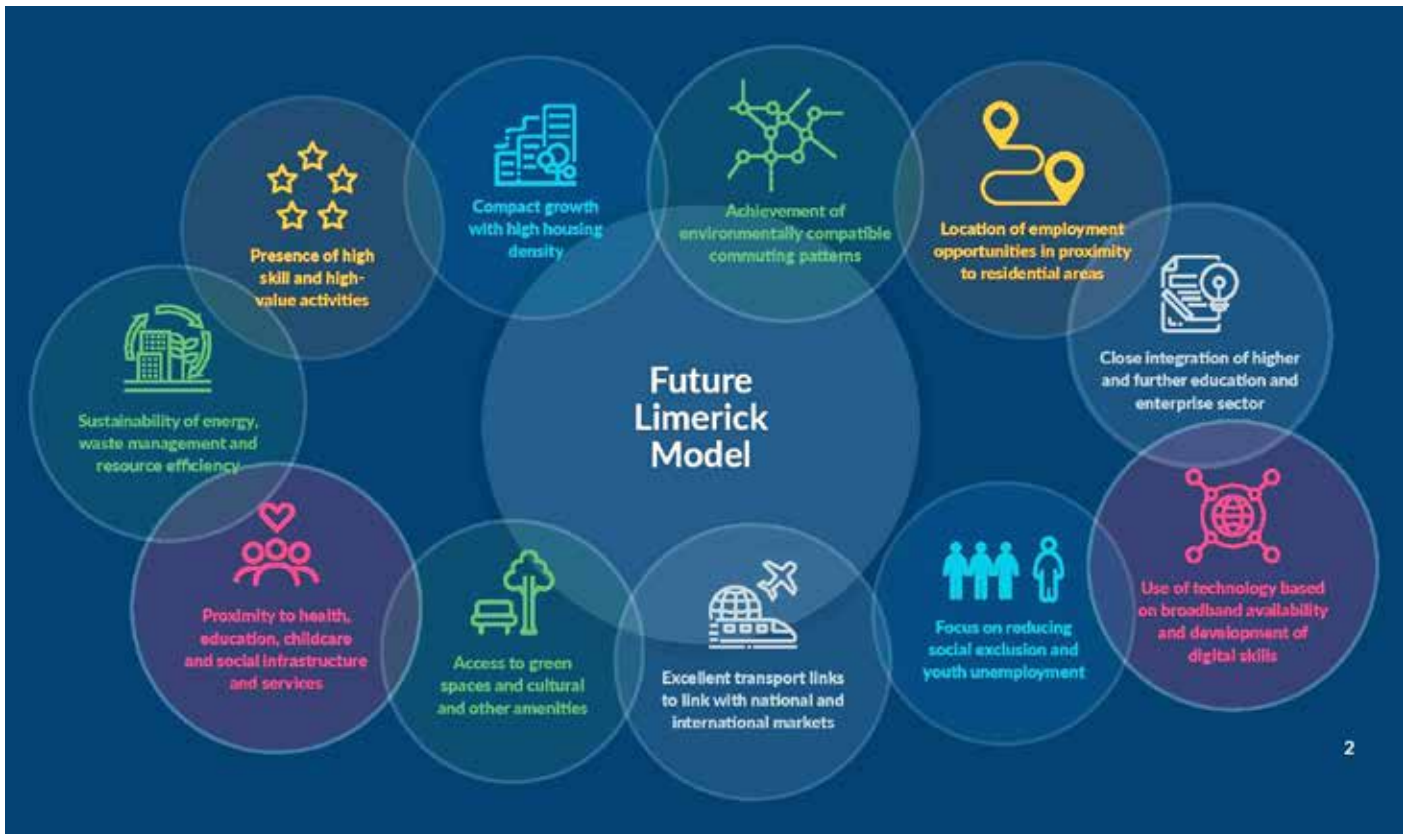 Presence of high
skill and high-
value activities
Compact growth
with high housing
density
Achievement of
environmentally compatible
commuting patterns
Location of employment
opportunities in proximity
to residential areas
Close integration of higher
and further education and
enterprise sector
Use of technology based
on broadband availability
and development of
digital skills
Focus on reducing
social exclusion and
youth unemployment
Excellent transport links
to link with national and
international markets
Access to green
spaces and cultural
and other amenities
Proximity to health,
education, childcare
and social infrastructure
and services
Sustainability of energy,
waste management and
resource efficiency
Future
Limerick
Model
2